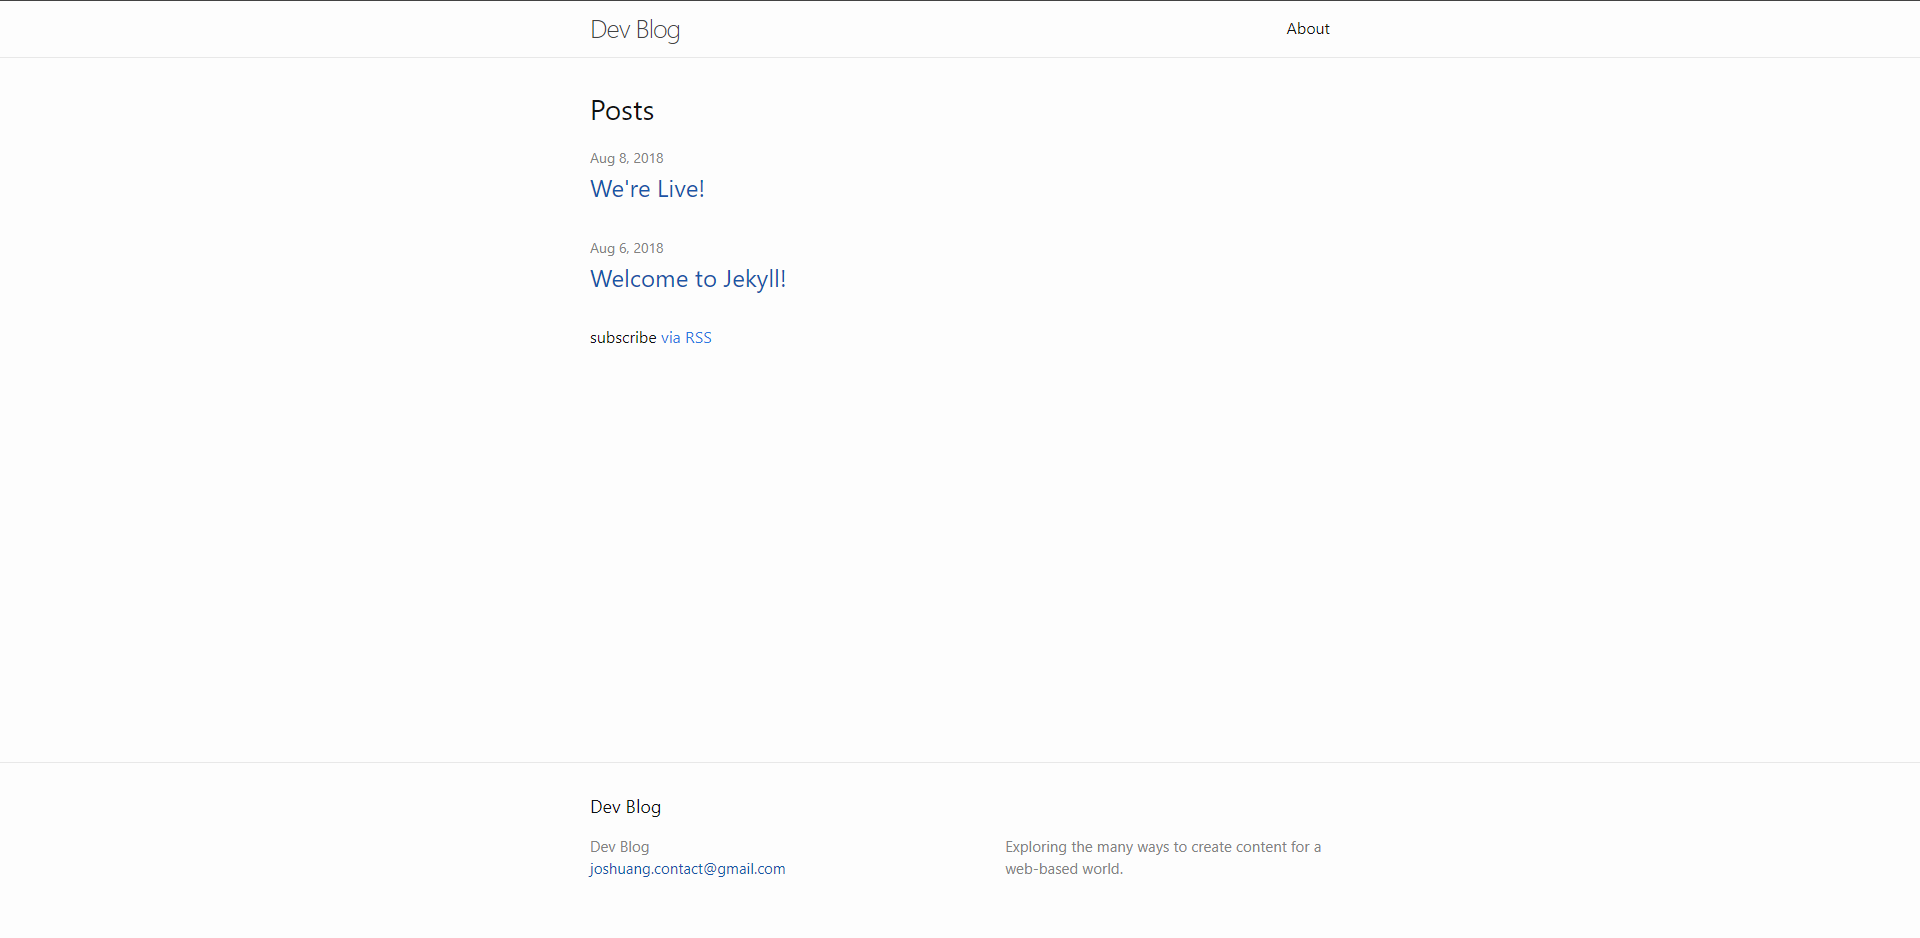 Dev Blog
About
Posts
Aug 8, 2018
We're Live!
Aug 6, 2018
Welcome to Jekyll!
subscribe via RSS
Dev Blog
Dev Blog
joshuang.contact@gmail.com
Exploring the many ways to create content for a
web-based world.